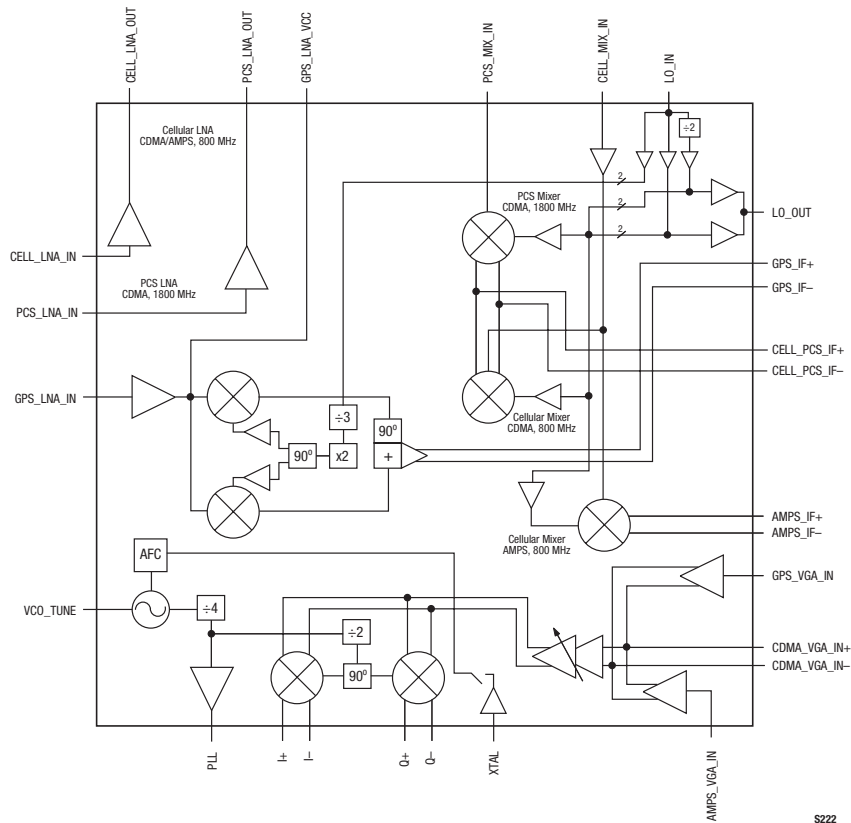 CELL_LNA_OUT
PCS_LNA_OUT
GPS_LNA_VCC
PCS_MIX_IN
CELL_MIX_IN
LO_IN
Cellular LNA
CDMA/AMPS, 800 MHz
÷2
2
PCS Mixer
CDMA, 1800 MHz
2
2
LO_OUT
CELL_LNA_IN
GPS_IF+
PCS LNA
CDMA, 1800 MHz
GPS_IF–
PCS_LNA_IN
CELL_PCS_IF+
CELL_PCS_IF–
GPS_LNA_IN
÷3
90º
Cellular Mixer
CDMA, 800 MHz
90º
x2
+
AMPS_IF+
AMPS_IF–
Cellular Mixer
AMPS, 800 MHz
AFC
GPS_VGA_IN
VCO_TUNE
÷4
÷2
CDMA_VGA_IN+
CDMA_VGA_IN–
90º
PLL
I+
I–
Q+
Q–
XTAL
AMPS_VGA_IN
S222